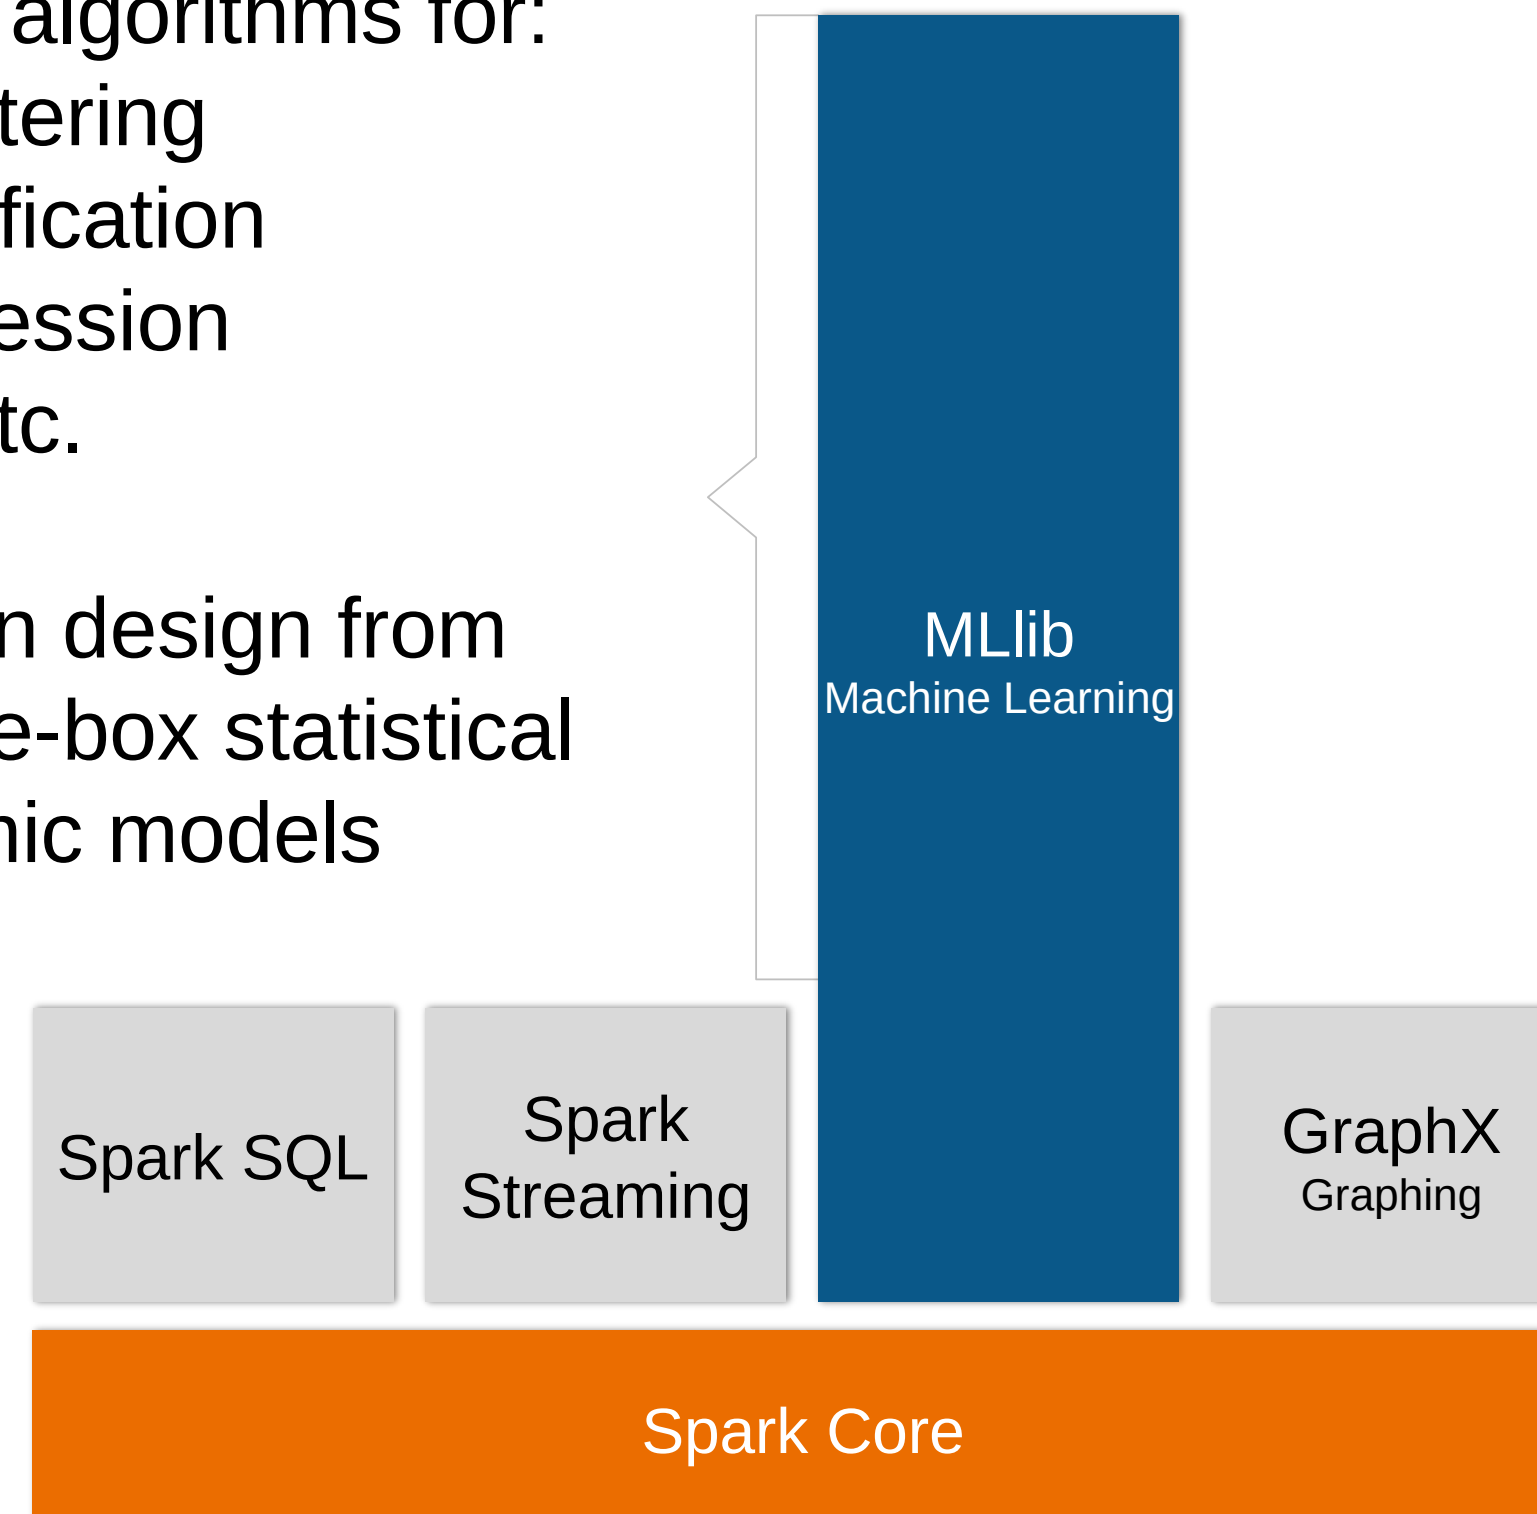 algorithms for:
tering
fication
ession
tc.
n design from
e-box statistical
nic models
MLlib
Machine Learning
Spark SQL
Spark
Streaming
GraphX
Graphing
Spark Core